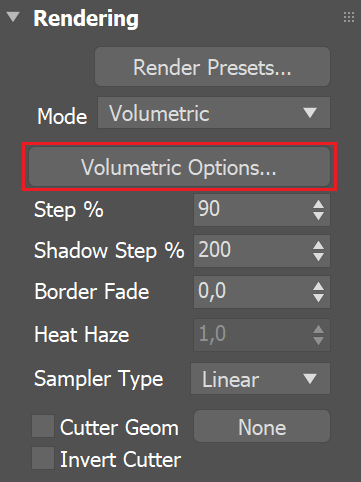 Rendering
Render Presets...
Mode Volumetric
Volumetric Options...
Step % 90
Shadow Step % 200
Border Fade 0,0
Heat Haze 1,0
Sampler Type Linear
Cutter Geom None
Invert Cutter